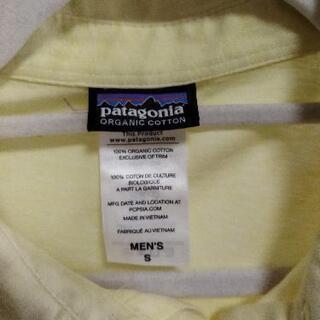 patagonia
ORGANIC COTTON
This Product
www.patagonia.com
100% ORGANIC COTTON
EXCLUSIVE OF TRIM
100% COTON DE CULTURE
BIOLOGIQUE
A PART LA GARNITURE
MFG DATE AND LOCATION AT
PCPSIA.COM
MADE IN VIETNAM
FABRIQUÉ AU VIETNAM
MEN'S
S